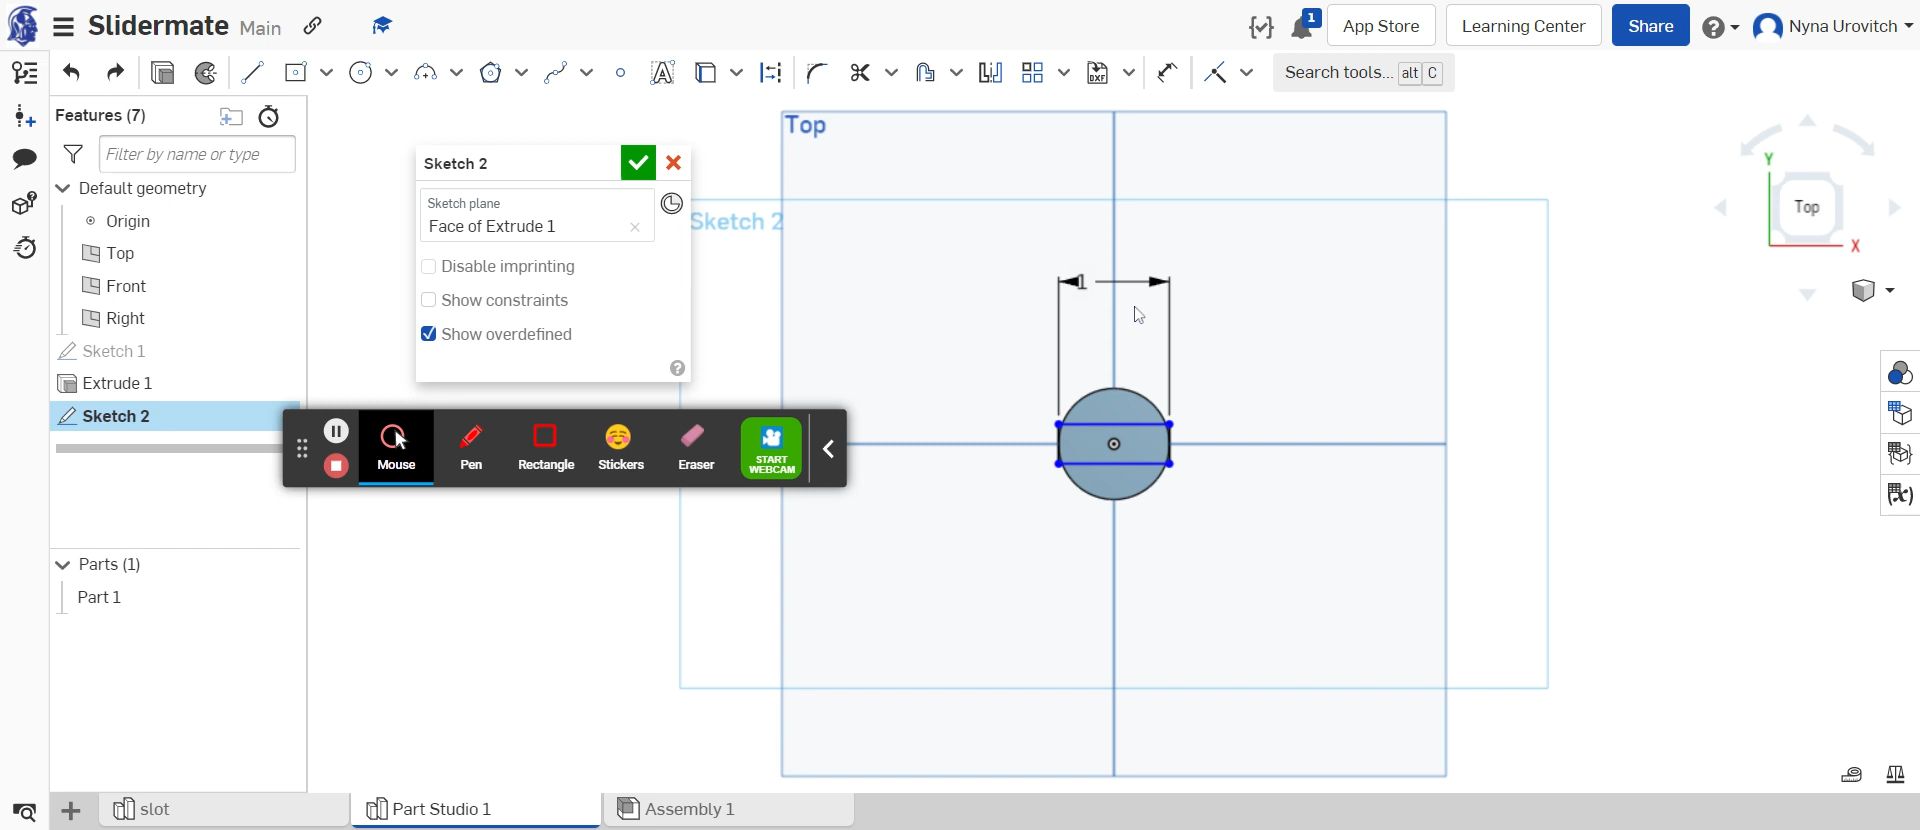 Slidermate Main
1
App Store
Learning Center
Share
Nyna Urovitch
DXF
Search tools... alt C
Features (7)
Filter by name or type
Default geometry
Origin
Top
Front
Right
Sketch 1
Extrude 1
Sketch 2
Parts (1)
Part 1
Sketch 2
Sketch plane
Face of Extrude 1
Disable imprinting
Show constraints
Show overdefined
Mouse
Pen
Rectangle
Stickers
Eraser
START
WEBCAM
Top
Sketch 2
1
Y
Top
X
slot
Part Studio 1
Assembly 1